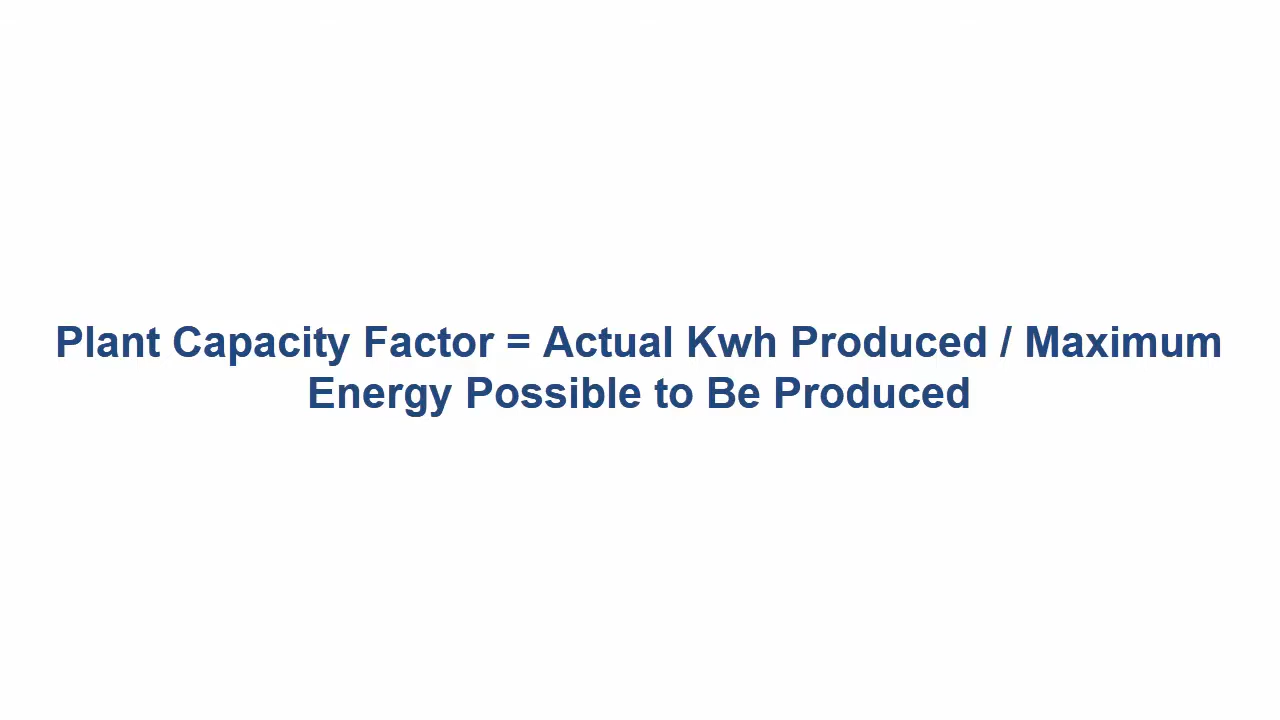 Plant Capacity Factor = Actual Kwh Produced / Maximum
Energy Possible to Be Produced